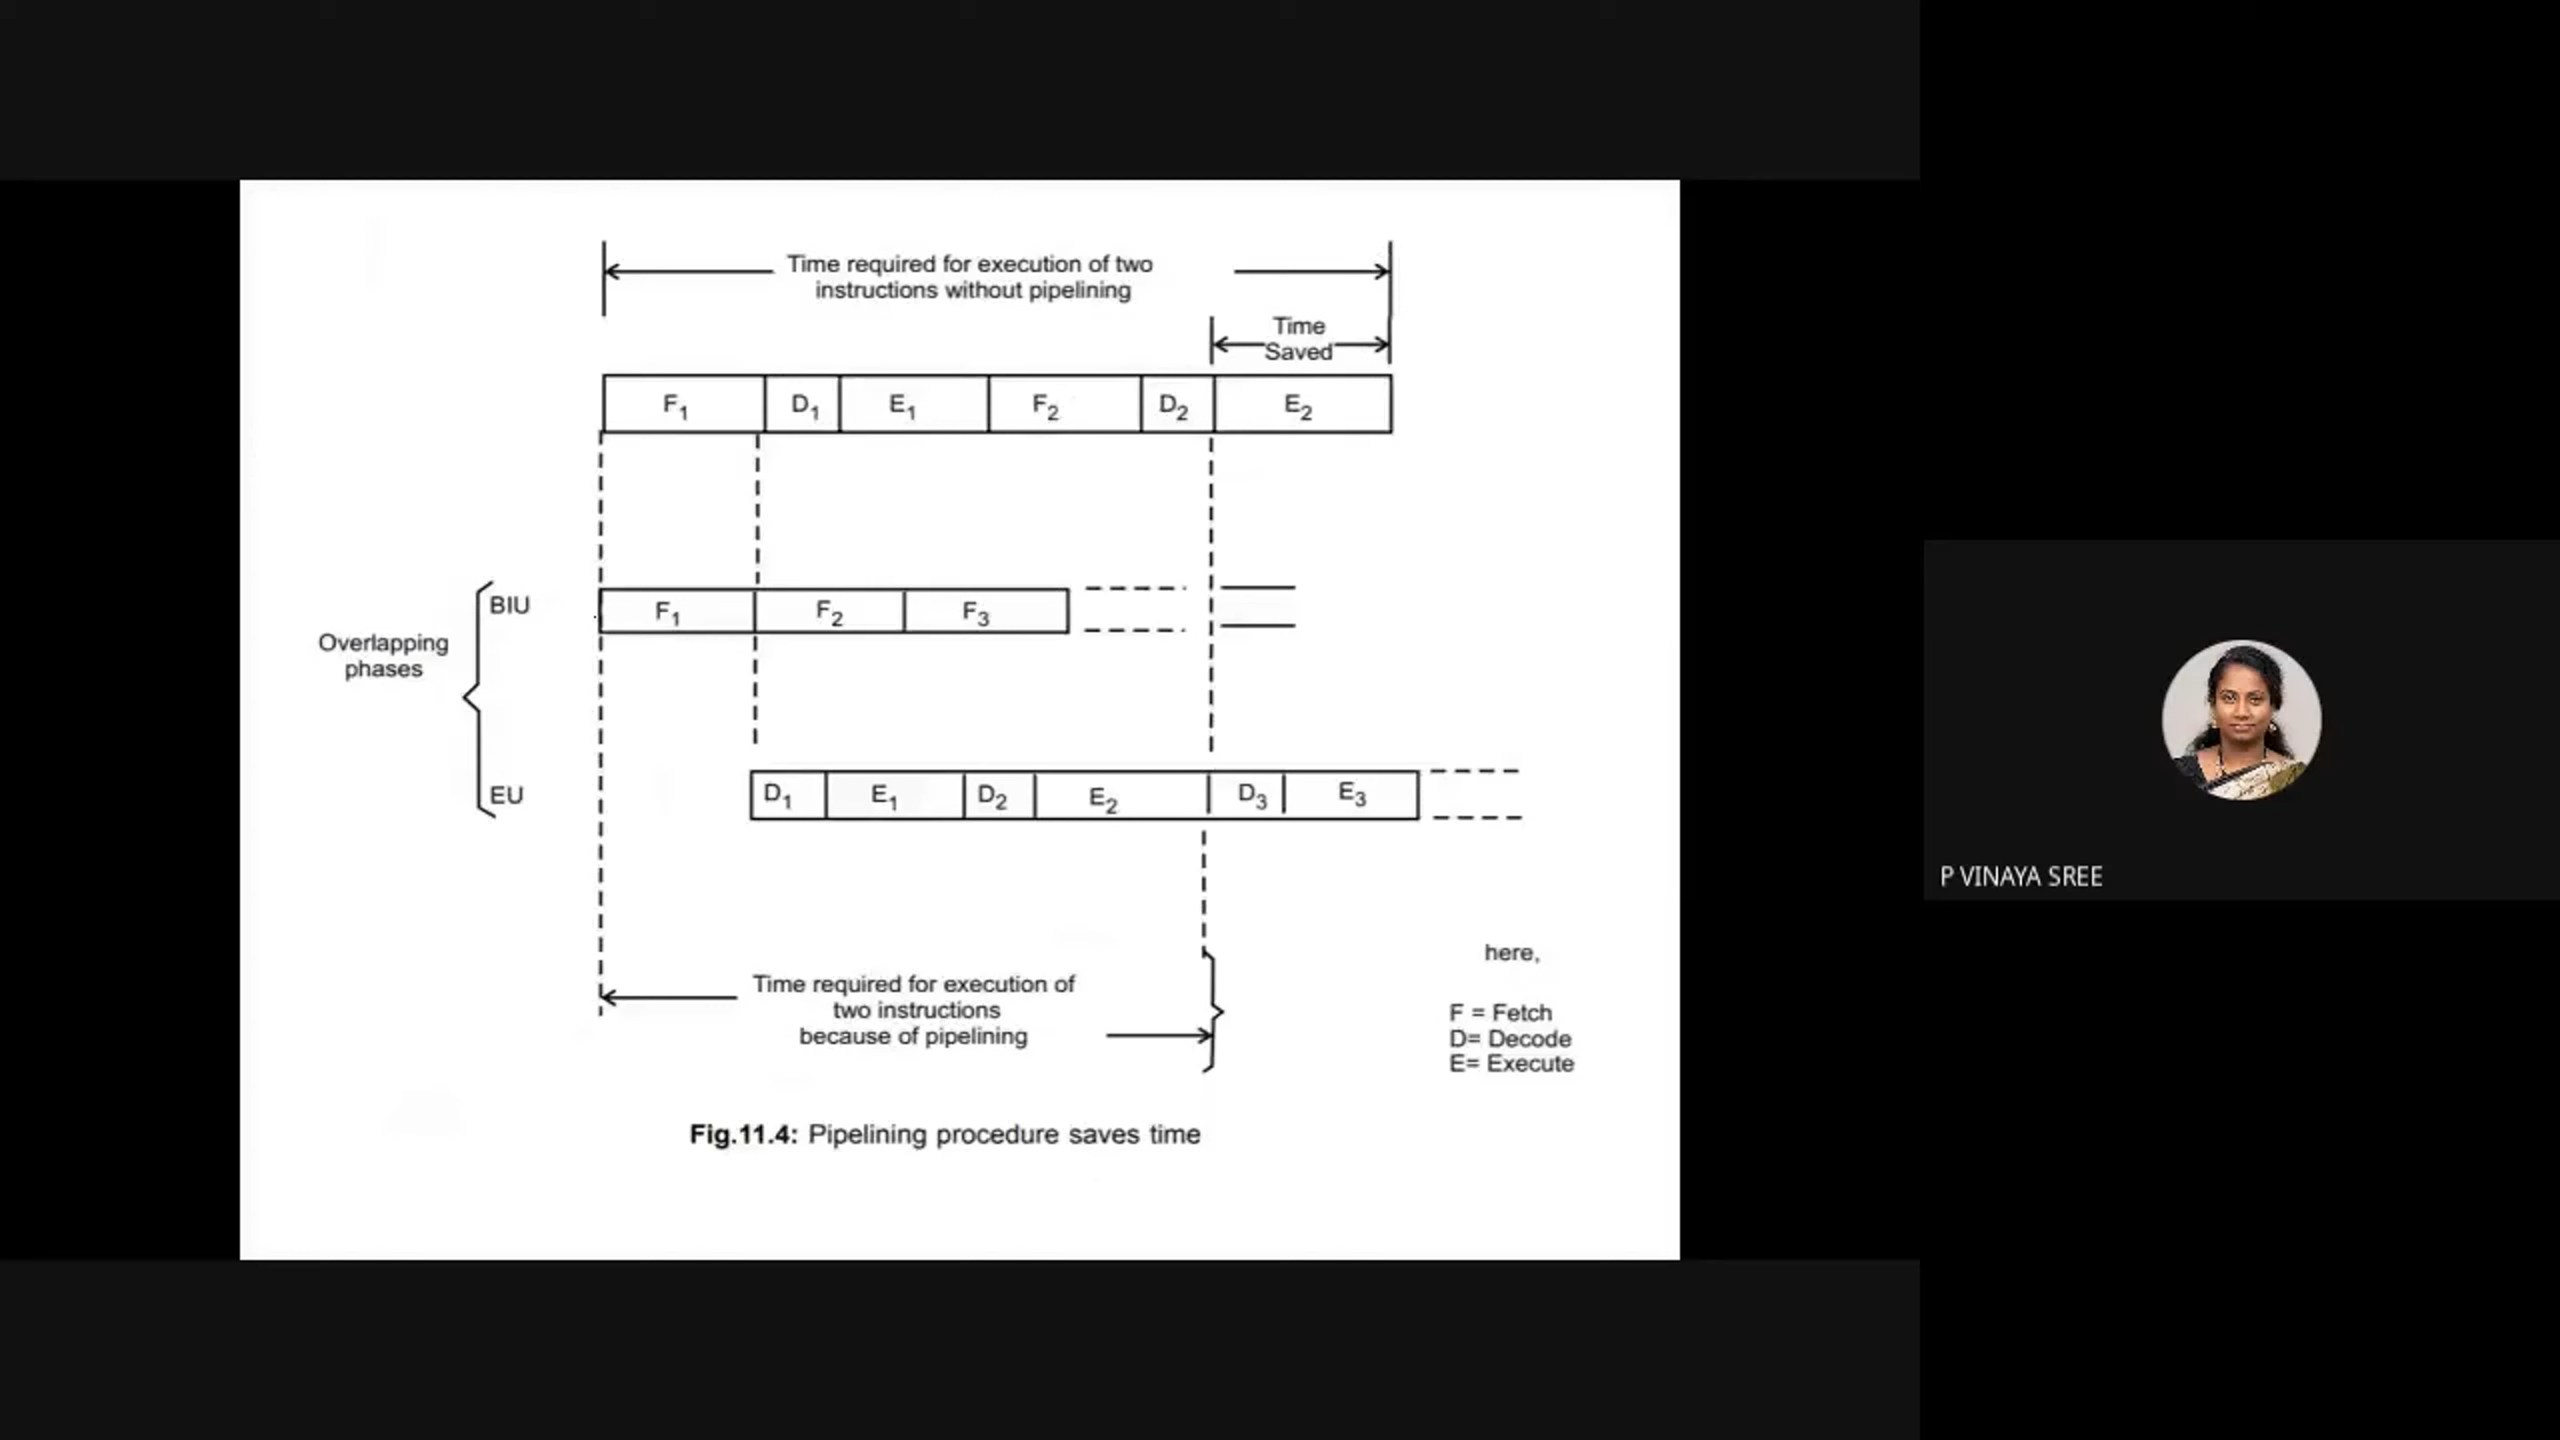 Time required for execution of two
instructions without pipelining
Time
Saved
F1 D1 E1 F2 D2 E2
BIU
F1 F2 F3
Overlapping
phases
EU
D1 E1 D2 E2 D3 E3
P VINAYA SREE
Time required for execution of
two instructions
because of pipelining
here,
F = Fetch
D= Decode
E= Execute
Fig.11.4: Pipelining procedure saves time